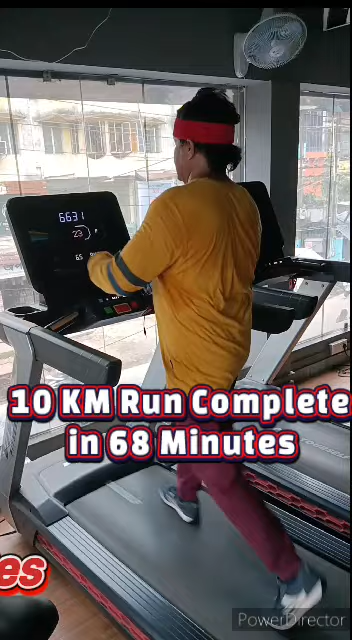 6631
23
65
10 KM Run Complete
in 68 Minutes
es
PowerDirector